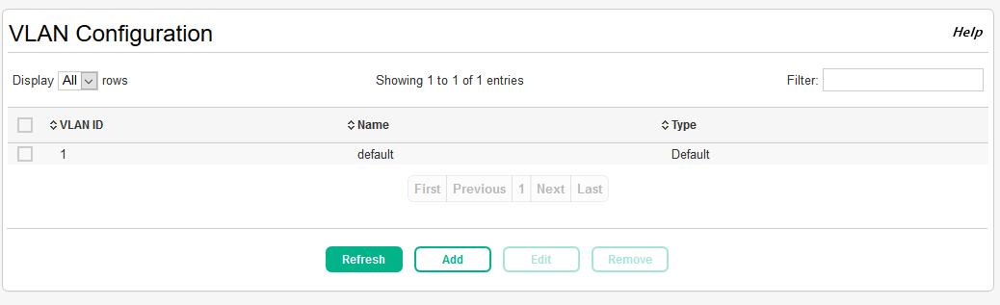 VLAN Configuration Help
Display All rows Showing 1 to 1 of 1 entries Filter:
VLAN ID Name Type
1 default Default
First Previous 1 Next Last
Refresh Add Edit Remove